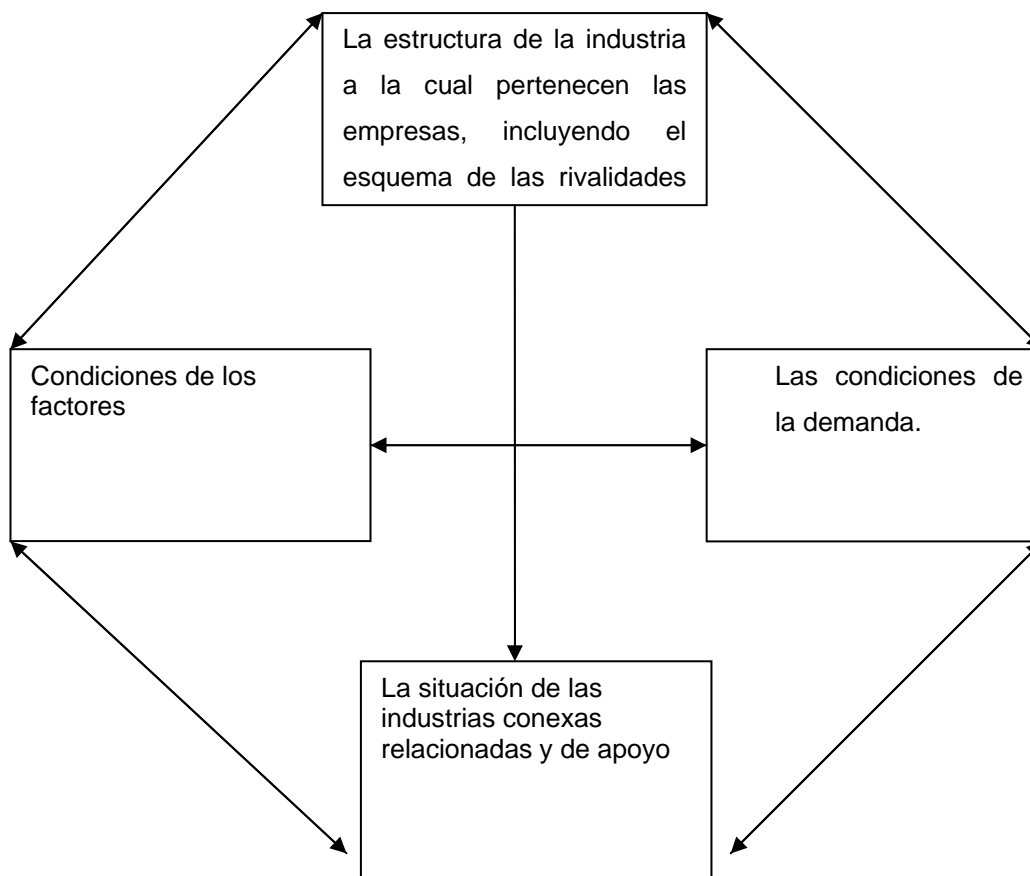 La estructura de la industria
a la cual pertenecen las
empresas, incluyendo el
esquema de las rivalidades
Condiciones de los
factores
Las condiciones de
la demanda.
La situación de las
industrias conexas
relacionadas y de apoyo